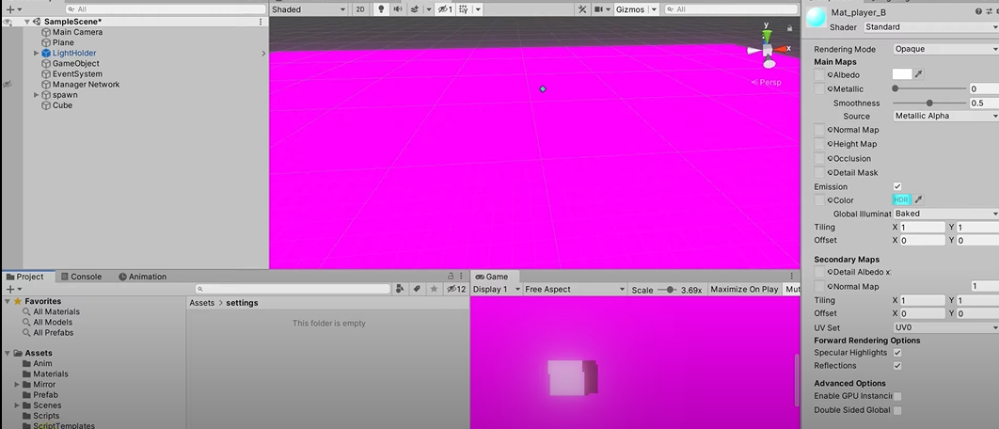 All
SampleScene*
Main Camera
Plane
LightHolder
GameObject
EventSystem
Manager Network
spawn
Cube
Shaded
2D
1
Gizmos
All
y
x
Persp
Mat_player_B
Shader Standard
Rendering Mode Opaque
Main Maps
Albedo
Metallic 0
Smoothness 0.5
Source Metallic Alpha
Normal Map
Height Map
Occlusion
Detail Mask
Emission
Color HDR
Global Illuminat Baked
Tiling X 1 Y 1
Offset X 0 Y 0
Secondary Maps
Detail Albedo x
Normal Map 1
Tiling X 1 Y 1
Offset X 0 Y 0
UV Set UV0
Forward Rendering Options
Specular Highlights
Reflections
Advanced Options
Enable GPU Instancin
Double Sided Global
Project Console Animation
12
Favorites
All Materials
All Models
All Prefabs
Assets
Anim
Materials
Mirror
Prefab
Scenes
Scripts
ScriptTemplates
Assets > settings
This folder is empty
Game
Display 1 Free Aspect Scale 3.69x Maximize On Play Mut